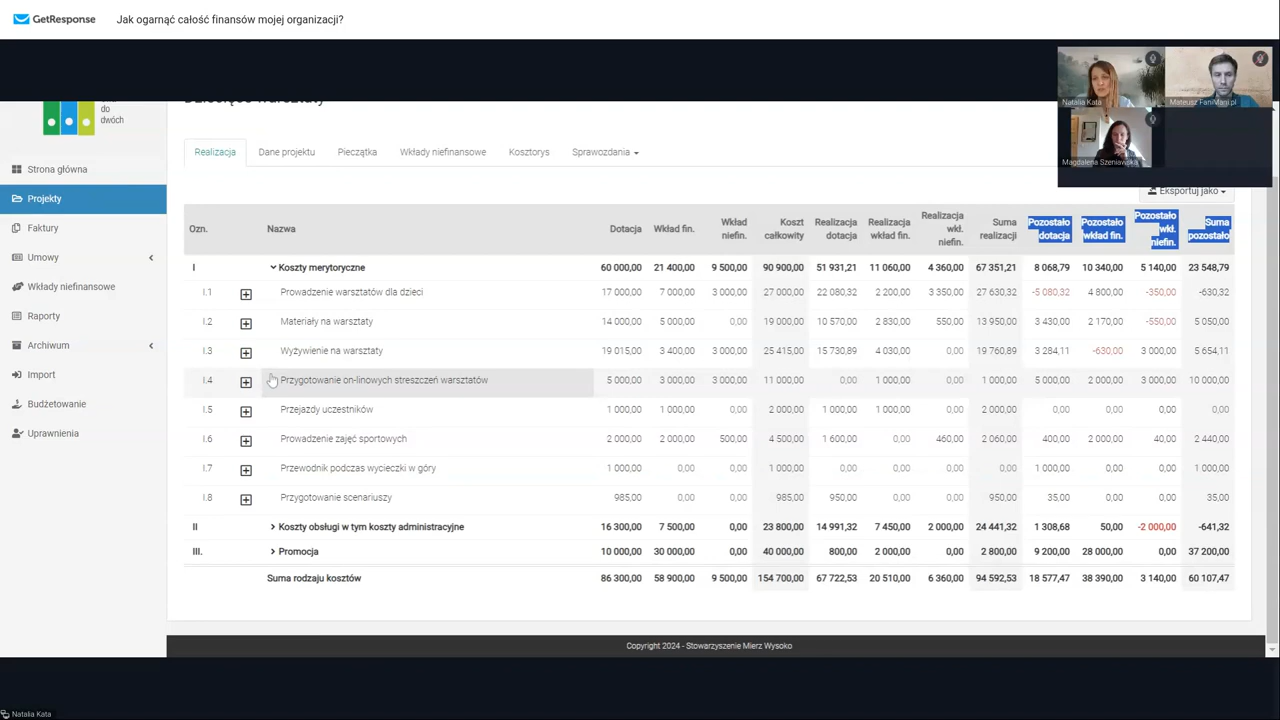 GetResponse Jak ogarnąć całość finansów mojej organizacji?
Natalia Kata Mateusz FaniMani.pl
Magdalena Szeniawska
do
dwóch
Strona główna
Projekty
Faktury
Umowy
Wkłady niefinansowe
Raporty
Archiwum
Import
Budżetowanie
Uprawnienia
Realizacja Dane projektu Pieczątka Wkłady niefinansowe Kosztorys Sprawozdania
Eksportuj jako
Ozn. Nazwa Dotacja Wkład fin. Wkład niefin. Koszt całkowity Realizacja dotacja Realizacja wkład fin. Realizacja wkł. niefin. Suma realizacji Pozostało dotacja Pozostało wkład fin. Pozostało wkł. niefin. Suma pozostało
I Koszty merytoryczne 60 000,00 21 400,00 9 500,00 90 900,00 51 931,21 11 060,00 4 360,00 67 351,21 8 068,79 10 340,00 5 140,00 23 548,79
I.1 Prowadzenie warsztatów dla dzieci 17 000,00 7 000,00 3 000,00 27 000,00 22 080,32 2 200,00 3 350,00 27 630,32 -5 080,32 4 800,00 -350,00 -630,32
I.2 Materiały na warsztaty 14 000,00 5 000,00 0,00 19 000,00 10 570,00 2 830,00 550,00 13 950,00 3 430,00 2 170,00 -550,00 5 050,00
I.3 Wyżywienie na warsztaty 19 015,00 3 400,00 3 000,00 25 415,00 15 730,89 4 030,00 0,00 19 760,89 3 284,11 -630,00 3 000,00 5 654,11
I.4 Przygotowanie on-linowych streszczeń warsztatów 5 000,00 3 000,00 3 000,00 11 000,00 0,00 1 000,00 0,00 1 000,00 5 000,00 2 000,00 3 000,00 10 000,00
I.5 Przejazdy uczestników 1 000,00 1 000,00 0,00 2 000,00 1 000,00 1 000,00 0,00 2 000,00 0,00 0,00 0,00 0,00
I.6 Prowadzenie zajęć sportowych 2 000,00 2 000,00 500,00 4 500,00 1 600,00 0,00 460,00 2 060,00 400,00 2 000,00 40,00 2 440,00
I.7 Przewodnik podczas wycieczki w góry 1 000,00 0,00 0,00 1 000,00 0,00 0,00 0,00 0,00 1 000,00 0,00 0,00 1 000,00
I.8 Przygotowanie scenariuszy 985,00 0,00 0,00 985,00 950,00 0,00 0,00 950,00 35,00 0,00 0,00 35,00
II Koszty obsługi w tym koszty administracyjne 16 300,00 7 500,00 0,00 23 800,00 14 991,32 7 450,00 2 000,00 24 441,32 1 308,68 50,00 -2 000,00 -641,32
III. Promocja 10 000,00 30 000,00 0,00 40 000,00 800,00 2 000,00 0,00 2 800,00 9 200,00 28 000,00 0,00 37 200,00
Suma rodzaju kosztów 86 300,00 58 900,00 9 500,00 154 700,00 67 722,53 20 510,00 6 360,00 94 592,53 18 577,47 38 390,00 3 140,00 60 107,47
Copyright 2024 - Stowarzyszenie Mierz Wysoko
Natalia Kata